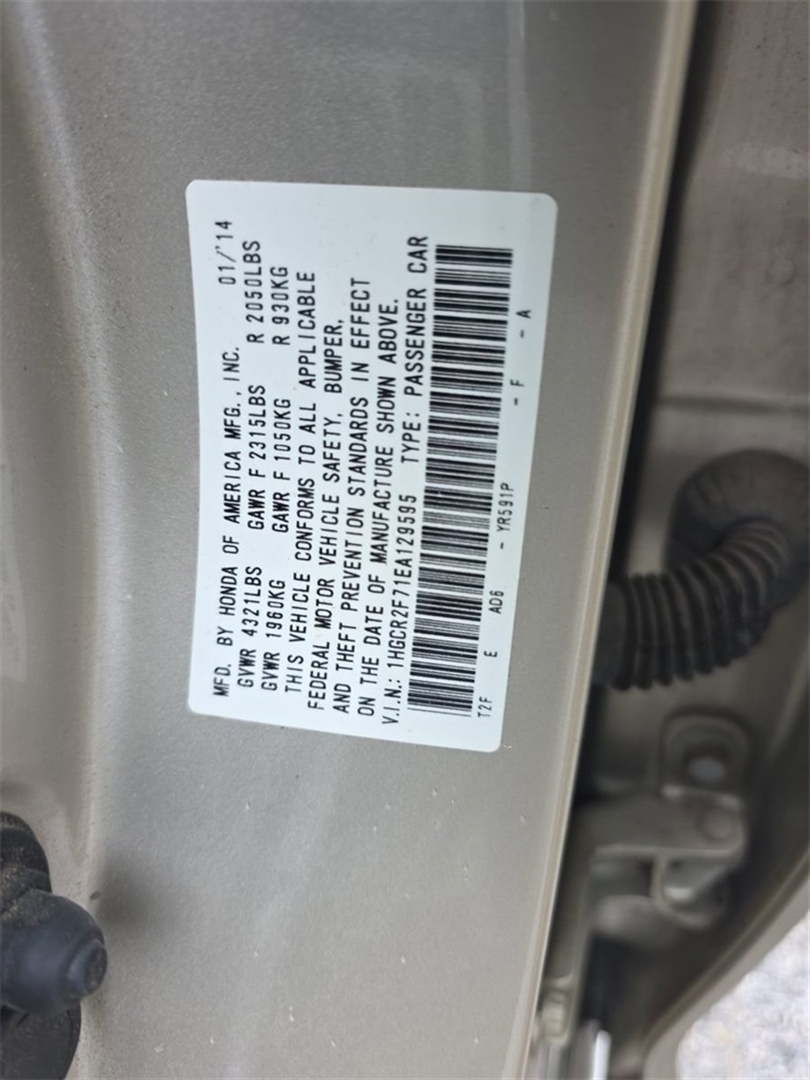 MFD. BY HONDA OF AMERICA MFG., INC. 01/'14
GVWR 4321LBS GAWR F 2315LBS R 2050LBS
GVWR 1960KG GAWR F 1050KG R 930KG
THIS VEHICLE CONFORMS TO ALL APPLICABLE
FEDERAL MOTOR VEHICLE SAFETY, BUMPER,
AND THEFT PREVENTION STANDARDS IN EFFECT
ON THE DATE OF MANUFACTURE SHOWN ABOVE.
V.I.N.: 1HGCR2F71EA129595 TYPE: PASSENGER CAR
T2F E AD6 - YR591P - F - A